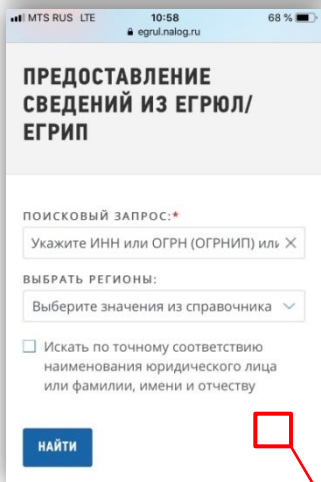 MTS RUS LTE 10:58 68 %
egrul.nalog.ru
ПРЕДОСТАВЛЕНИЕ
СВЕДЕНИЙ ИЗ ЕГРЮЛ/
ЕГРИП
ПОИСКОВЫЙ ЗАПРОС:*
Укажите ИНН или ОГРН (ОГРНИП) или
ВЫБРАТЬ РЕГИОНЫ:
Выберите значения из справочника
Искать по точному соответствию
наименования юридического лица
или фамилии, имени и отчеству
НАЙТИ